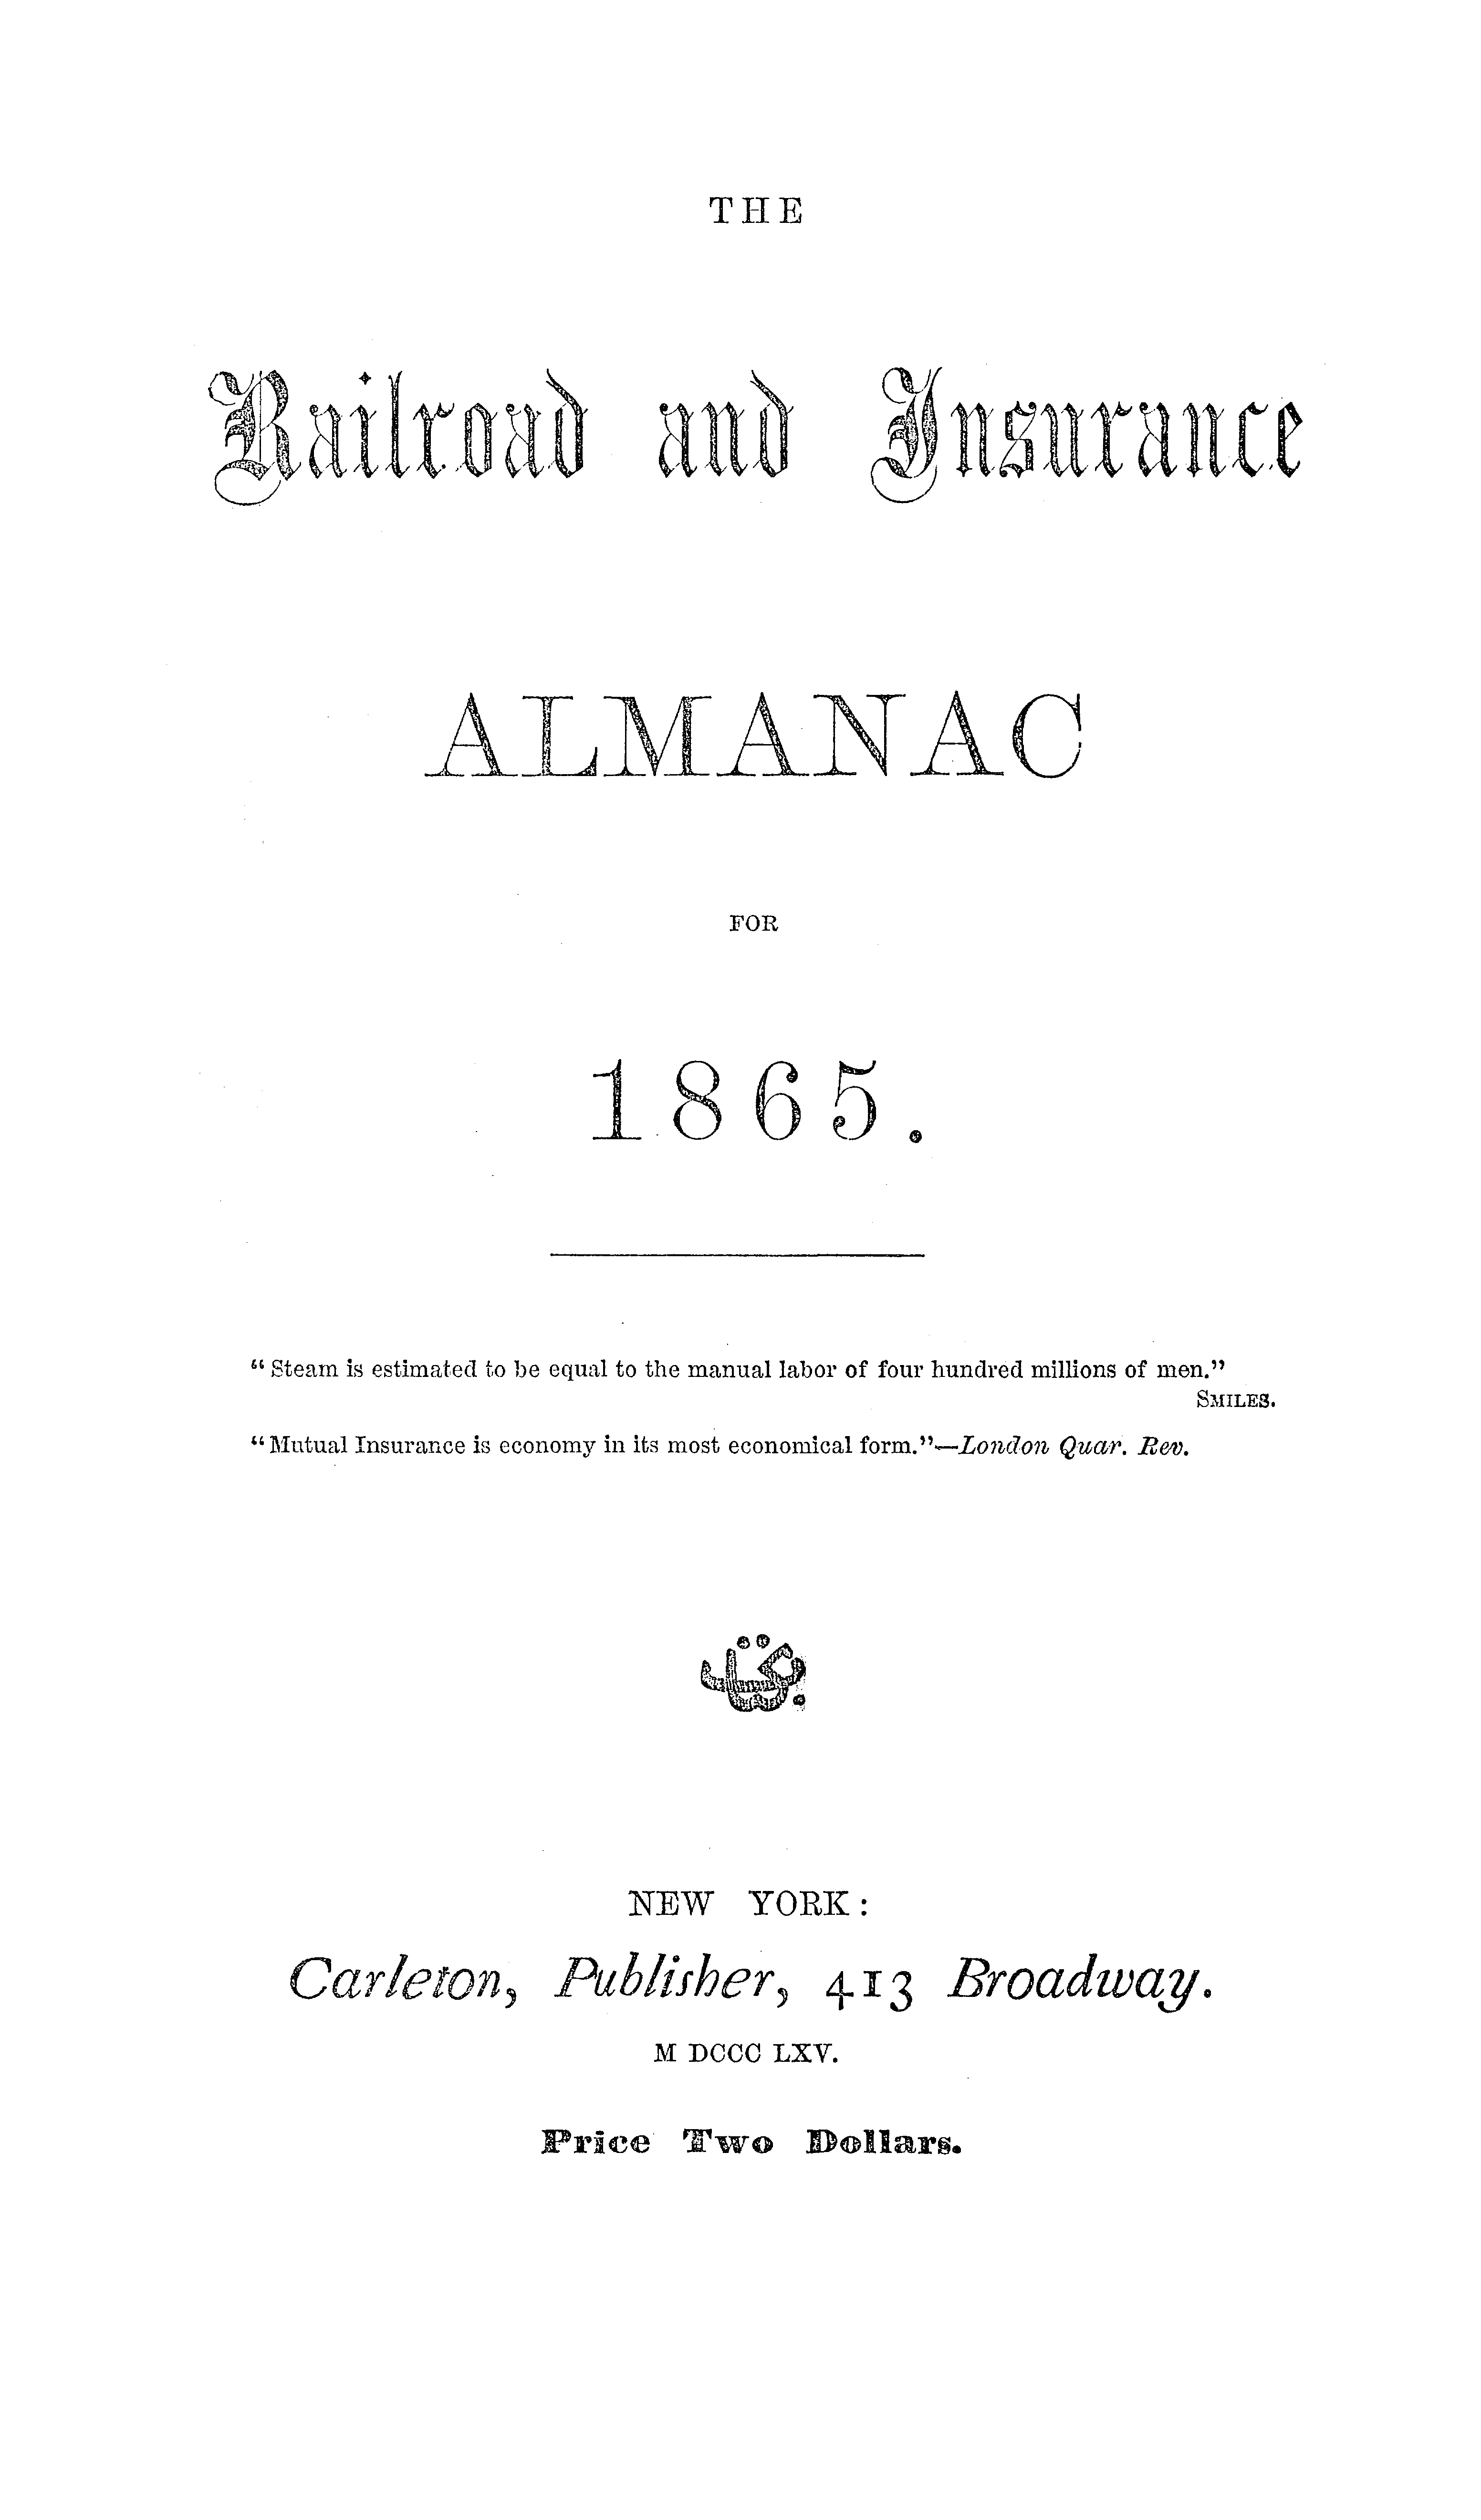 THE
Railroad and Insurance
ALMANAC
FOR
1865.
“Steam is estimated to be equal to the manual labor of four hundred millions of men.”
SMILES.
“Mutual Insurance is economy in its most economical form.”—London Quar. Rev.
NEW YORK:
Carleton, Publisher, 413 Broadway.
M DCCC LXV.
Price Two Dollars.